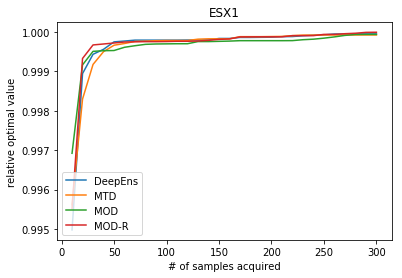 ESX1
relative optimal value
1.000
0.999
0.998
0.997
0.996
0.995
DeepEns
MTD
MOD
MOD-R
0 50 100 150 200 250 300
# of samples acquired